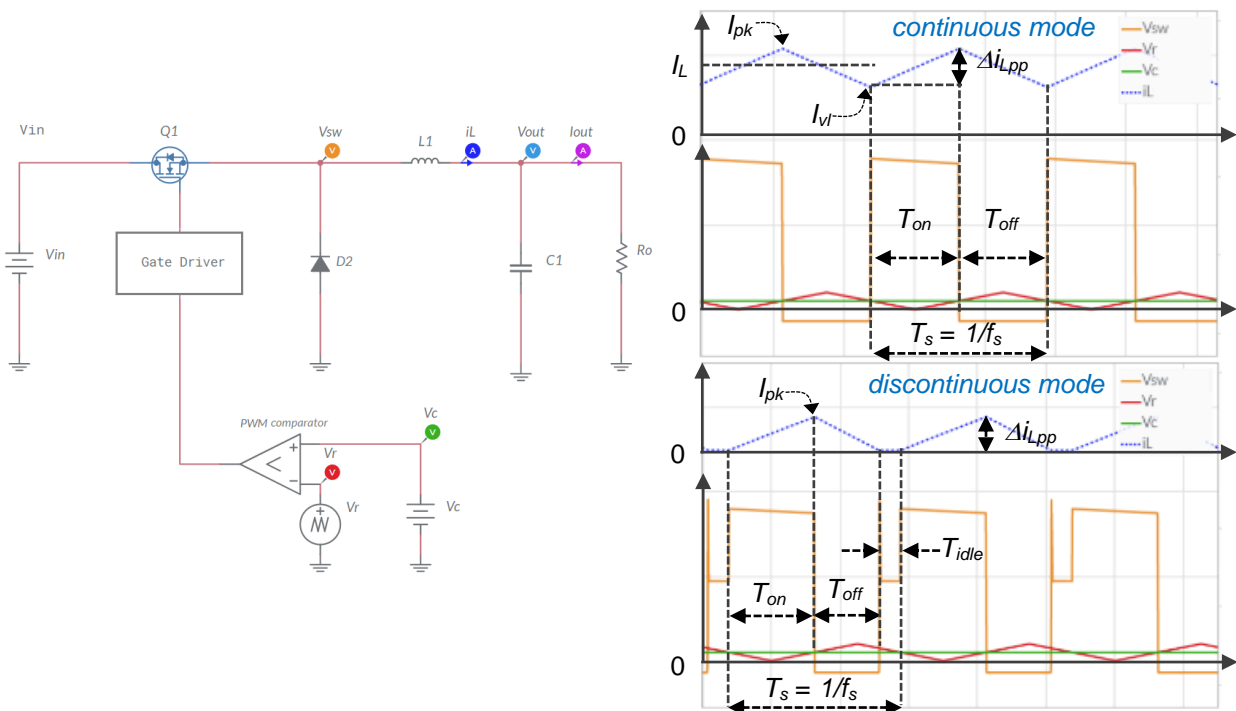 Vin
Q1
Vsw
L1
iL
Vout
Iout
V
A
V
A
Vin
Gate Driver
D2
C1
Ro
PWM comparator
Vc
V
Vr
V
<
+
−
Vr
+
Vc
continuous mode
Ipk
IL
ΔiLpp
Ivl
0
Vsw
Vr
Vc
iL
Ton
Toff
0
Ts = 1/fs
discontinuous mode
Ipk
ΔiLpp
0
Vsw
Vr
Vc
iL
Tidle
Ton
Toff
0
Ts = 1/fs